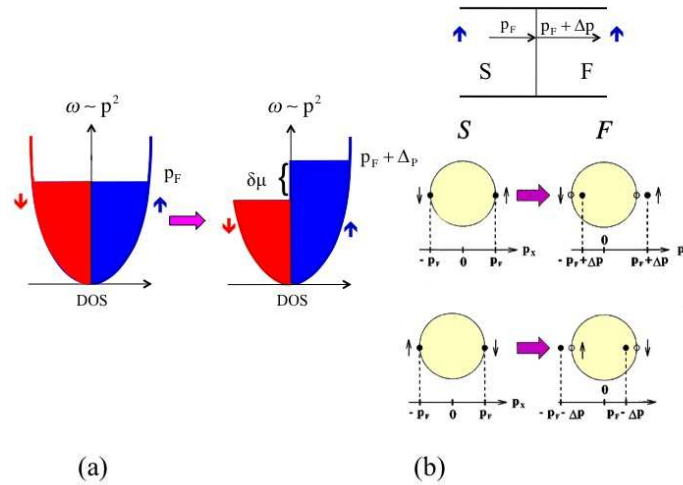 p_F p_F + Δp
S F
ω ~ p² ω ~ p²
p_F p_F + Δ_P
δμ
DOS DOS
S F
0
- p_F 0 p_F p_x - p_F+Δp p_F+Δp p
0
- p_F 0 p_F p_x - p_F-Δp p_F-Δp
(a) (b)